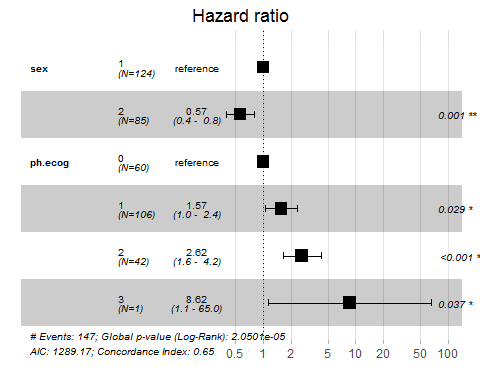 Hazard ratio
sex 1 reference
(N=124)
2 0.57
(N=85) (0.4 - 0.8) 0.001 **
ph.ecog 0 reference
(N=60)
1 1.57
(N=106) (1.0 - 2.4) 0.029 *
2 2.62
(N=42) (1.6 - 4.2) <0.001 *
3 8.62
(N=1) (1.1 - 65.0) 0.037 *
# Events: 147; Global p-value (Log-Rank): 2.0501e-05
AIC: 1289.17; Concordance Index: 0.65
0.5 1 2 5 10 20 50 100